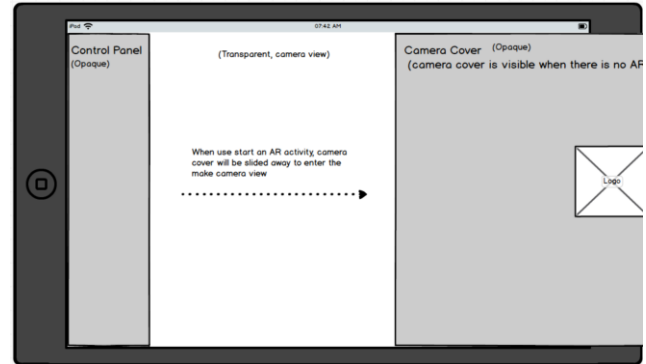 iPad
07:42 AM
Control Panel
(Opaque)
(Transparent, camera view)
Camera Cover (Opaque)
(camera cover is visible when there is no AR
When use start an AR activity, camera
cover will be slided away to enter the
make camera view
Logo